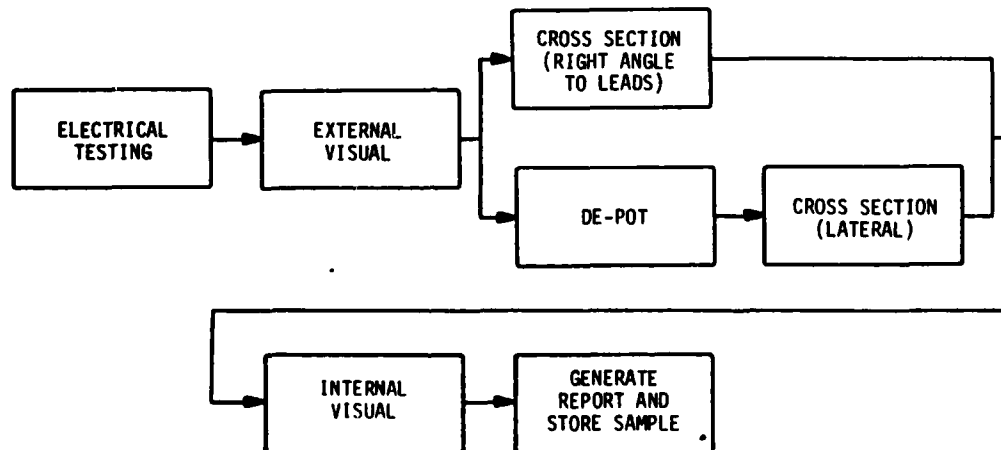 ELECTRICAL
TESTING
EXTERNAL
VISUAL
CROSS SECTION
(RIGHT ANGLE
TO LEADS)
DE-POT
CROSS SECTION
(LATERAL)
INTERNAL
VISUAL
GENERATE
REPORT AND
STORE SAMPLE